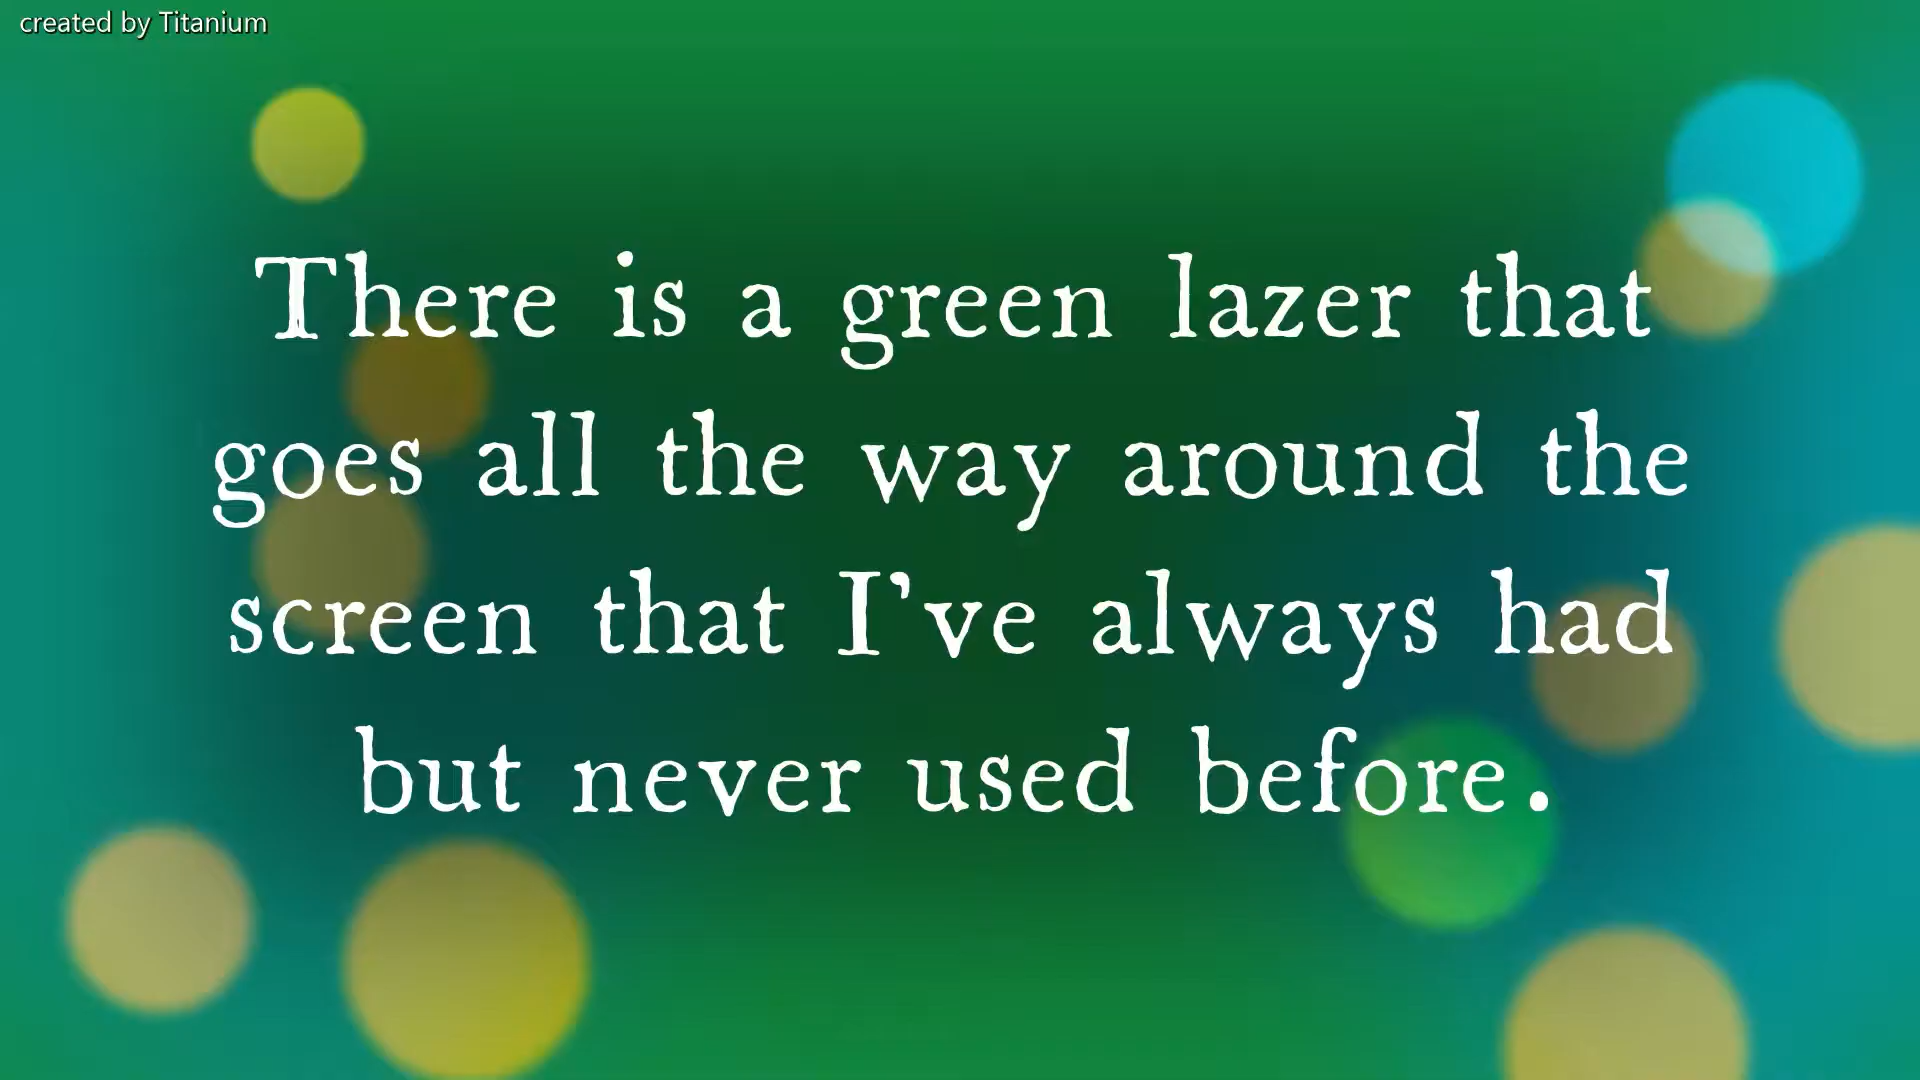 created by Titanium
There is a green lazer that
goes all the way around the
screen that I've always had
but never used before.